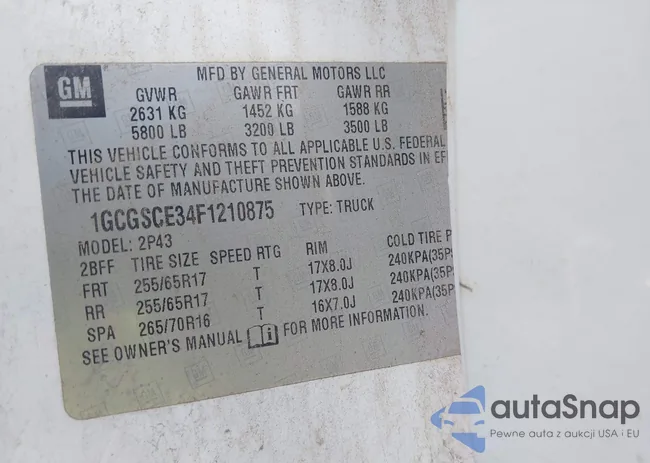 GM
MFD BY GENERAL MOTORS LLC
GVWR GAWR FRT GAWR RR
2631 KG 1452 KG 1588 KG
5800 LB 3200 LB 3500 LB
THIS VEHICLE CONFORMS TO ALL APPLICABLE U.S. FEDERAL
VEHICLE SAFETY AND THEFT PREVENTION STANDARDS IN EF
THE DATE OF MANUFACTURE SHOWN ABOVE.
1GCGSCE34F1210875 TYPE: TRUCK
MODEL: 2P43
2BFF TIRE SIZE SPEED RTG RIM COLD TIRE P
FRT 255/65R17 T 17X8.0J 240KPA(35PS
RR 255/65R17 T 17X8.0J 240KPA(35PS
SPA 265/70R16 T 16X7.0J 240KPA(35P
SEE OWNER'S MANUAL FOR MORE INFORMATION.
autaSnap
Pewne auta z aukcji USA i EU